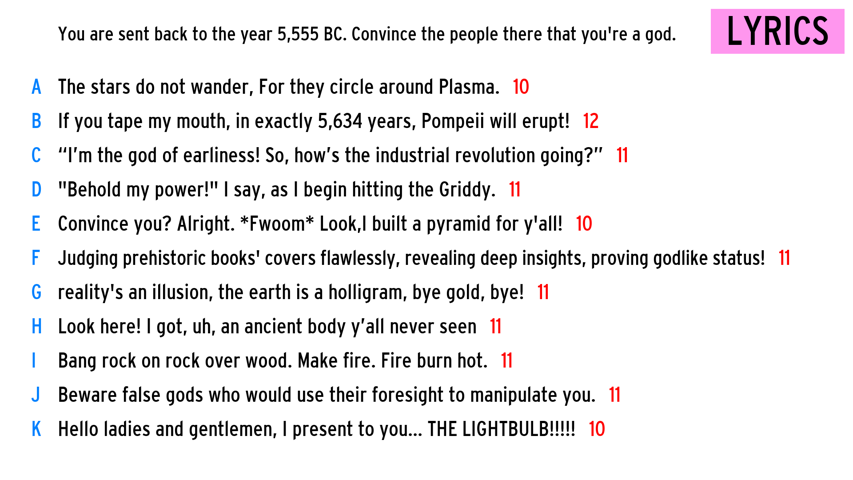 You are sent back to the year 5,555 BC. Convince the people there that you're a god.
LYRICS
A The stars do not wander, For they circle around Plasma. 10
B If you tape my mouth, in exactly 5,634 years, Pompeii will erupt! 12
C “I’m the god of earliness! So, how’s the industrial revolution going?” 11
D "Behold my power!" I say, as I begin hitting the Griddy. 11
E Convince you? Alright. *Fwoom* Look,I built a pyramid for y'all! 10
F Judging prehistoric books' covers flawlessly, revealing deep insights, proving godlike status! 11
G reality's an illusion, the earth is a holligram, bye gold, bye! 11
H Look here! I got, uh, an ancient body y’all never seen 11
I Bang rock on rock over wood. Make fire. Fire burn hot. 11
J Beware false gods who would use their foresight to manipulate you. 11
K Hello ladies and gentlemen, I present to you... THE LIGHTBULB!!!!! 10